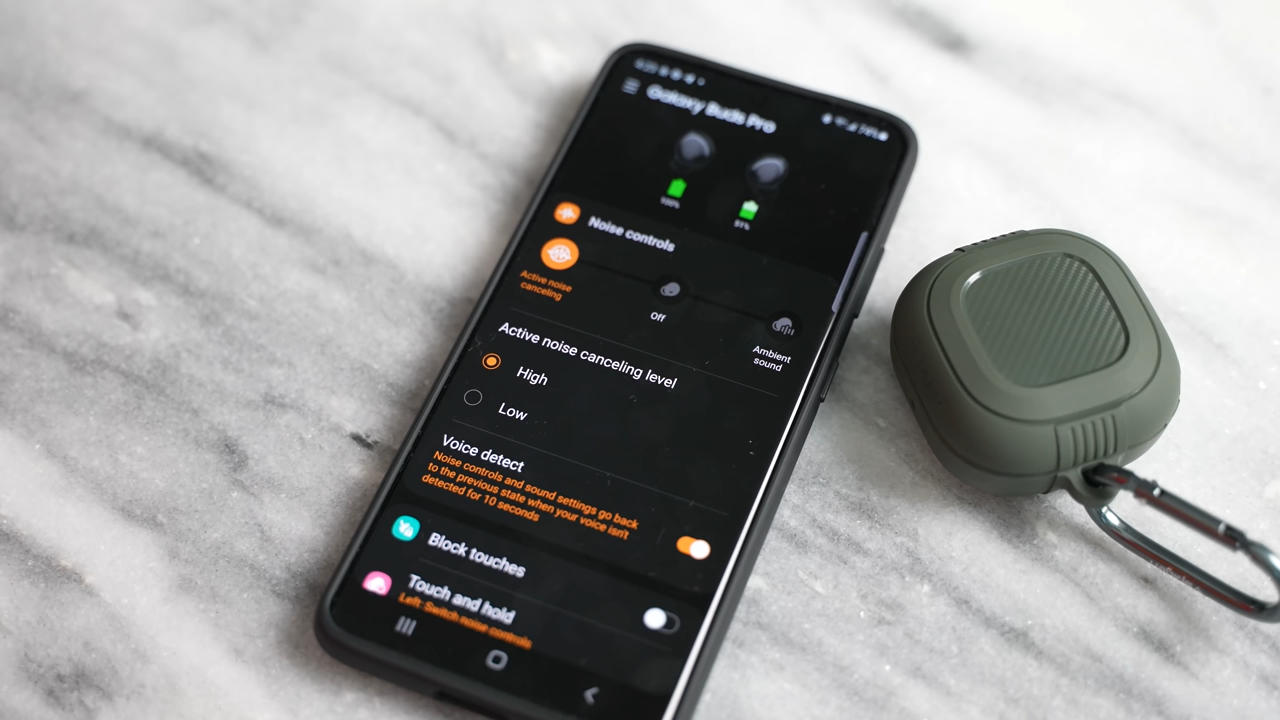 Galaxy Buds Pro
100%
Noise controls
Active noise
canceling
Off
Ambient
sound
Active noise canceling level
High
Low
Voice detect
Noise controls and sound settings go back
to the previous state when your voice isn't
detected for 10 seconds
Block touches
Touch and hold
Left: Switch noise controls